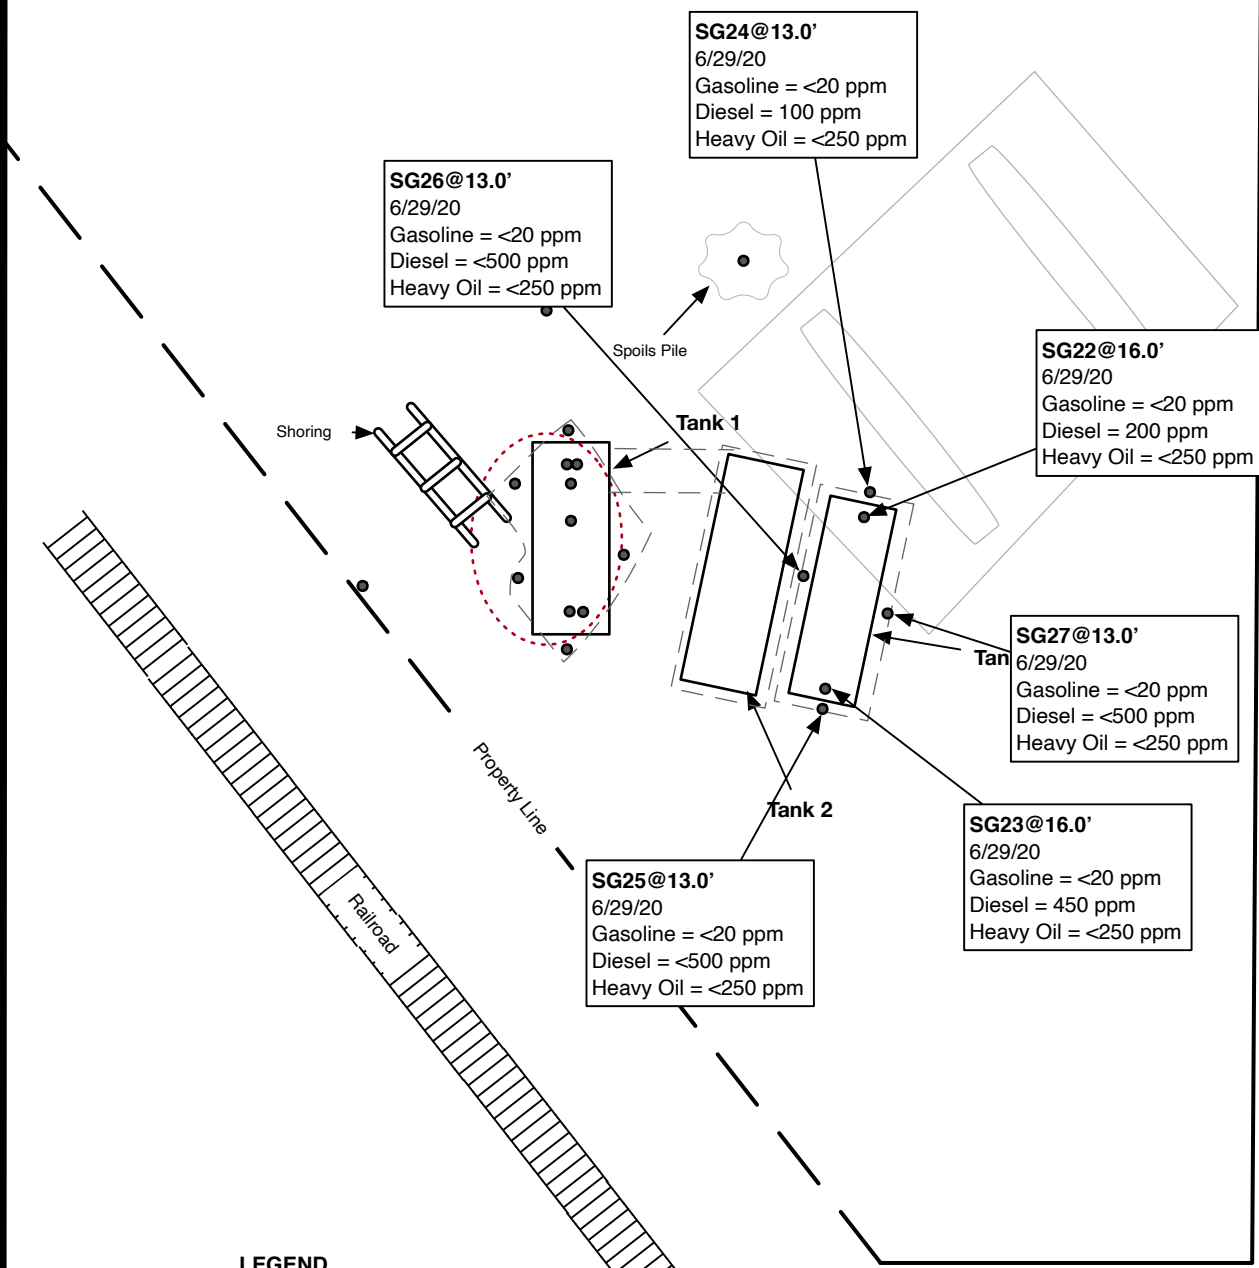 SG24@13.0'
6/29/20
Gasoline = <20 ppm
Diesel = 100 ppm
Heavy Oil = <250 ppm
SG26@13.0'
6/29/20
Gasoline = <20 ppm
Diesel = <500 ppm
Heavy Oil = <250 ppm
Spoils Pile
SG22@16.0'
6/29/20
Gasoline = <20 ppm
Diesel = 200 ppm
Heavy Oil = <250 ppm
Shoring
Tank 1
Tan
SG27@13.0'
6/29/20
Gasoline = <20 ppm
Diesel = <500 ppm
Heavy Oil = <250 ppm
Property Line
Tank 2
SG23@16.0'
6/29/20
Gasoline = <20 ppm
Diesel = 450 ppm
Heavy Oil = <250 ppm
SG25@13.0'
6/29/20
Gasoline = <20 ppm
Diesel = <500 ppm
Heavy Oil = <250 ppm
Railroad
LEGEND